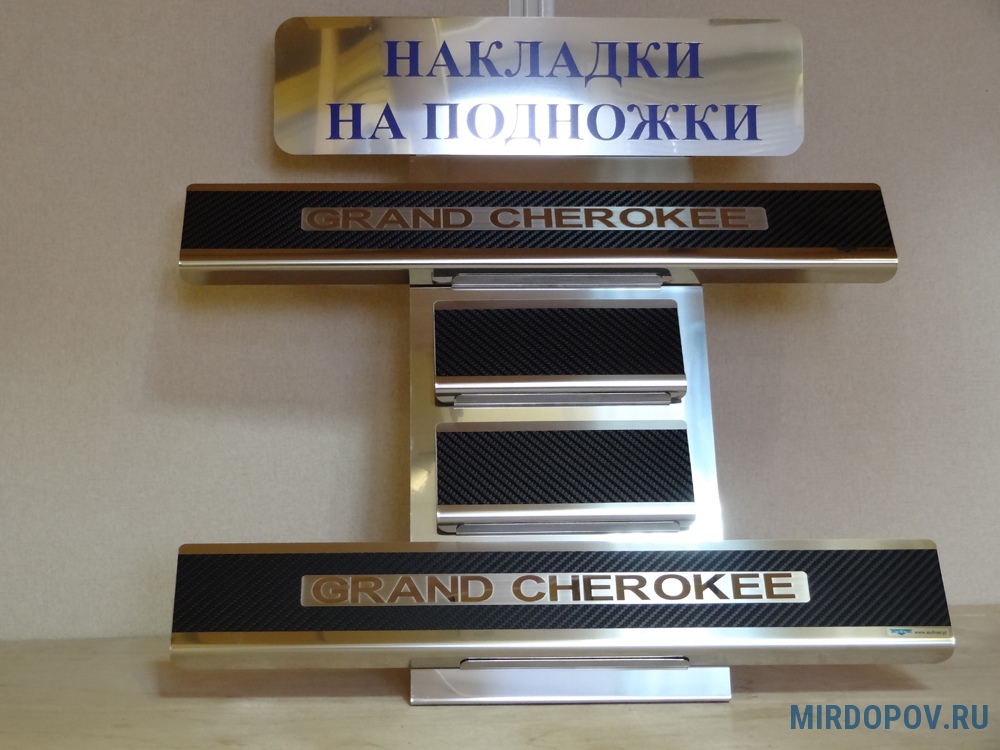 НАКЛАДКИ
НА ПОДНОЖКИ
GRAND CHEROKEE
GRAND CHEROKEE
MIRDOPOV.RU